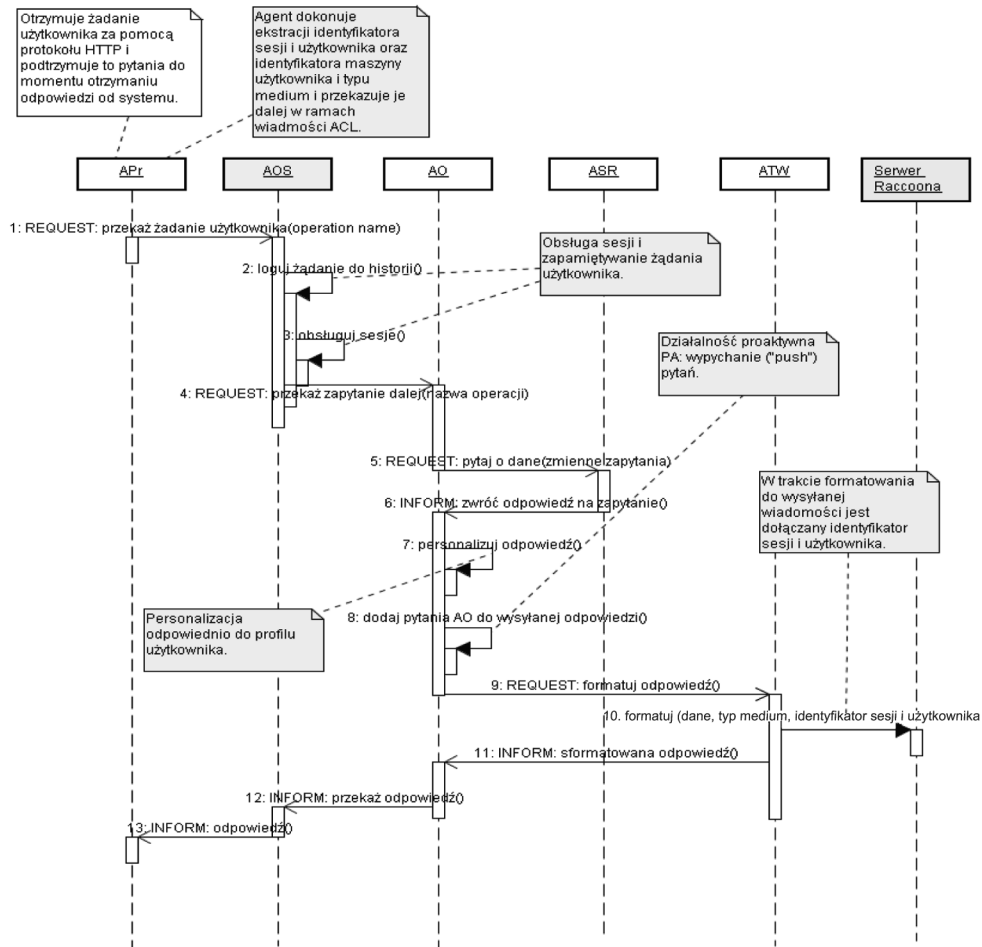 Otrzymuje żadanie
użytkownika za pomocą
protokołu HTTP i
podtrzymuje to pytania do
momentu otrzymaniu
odpowiedzi od systemu.
Agent dokonuje
ekstracji identyfikatora
sesji i użytkownika oraz
identyfikatora maszyny
użytkownika i typu
medium i przekazuje je
dalej w ramach
wiadmości ACL.
APr
AOS
AO
ASR
ATW
Serwer
Raccoona
1: REQUEST: przekaż żadanie użytkownika(operation name)
Obsługa sesji i
zapamiętywanie żądania
użytkownika.
2: loguj żądanie do historii()
3: obsługuj sesje()
Działalność proaktywna
PA: wypychanie ("push")
pytań.
4: REQUEST: przekaż zapytanie dalej(nazwa operacji)
5: REQUEST: pytaj o dane(zmienne zapytania)
W trakcie formatowania
do wysyłanej
wiadomości jest
dołączany identyfikator
sesji i użytkownika.
6: INFORM: zwróć odpowiedź na zapytanie()
7: personalizuj odpowiedź()
Personalizacja
odpowiednio do profilu
użytkownika.
8: dodaj pytania AO do wysyłanej odpowiedzi()
9: REQUEST: formatuj odpowiedź()
10. formatuj (dane, typ medium, identyfikator sesji i użytkownika
11: INFORM: sformatowana odpowiedź()
12: INFORM: przekaż odpowiedź()
13: INFORM: odpowiedź()